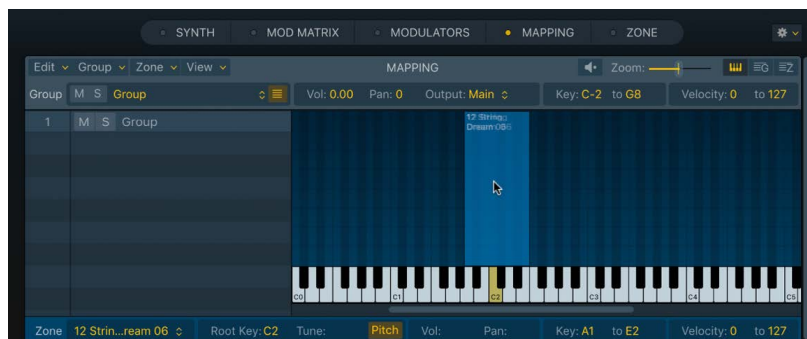 SYNTH MOD MATRIX MODULATORS MAPPING ZONE
Edit Group Zone View MAPPING Zoom: G Z
Group M S Group Vol: 0.00 Pan: 0 Output: Main Key: C-2 to G8 Velocity: 0 to 127
1 M S Group
12 String
Dream 06
C0 C1 C2 C3 C4 C5
Zone 12 Strin...ream 06 Root Key: C2 Tune: Pitch Vol: Pan: Key: A1 to E2 Velocity: 0 to 127